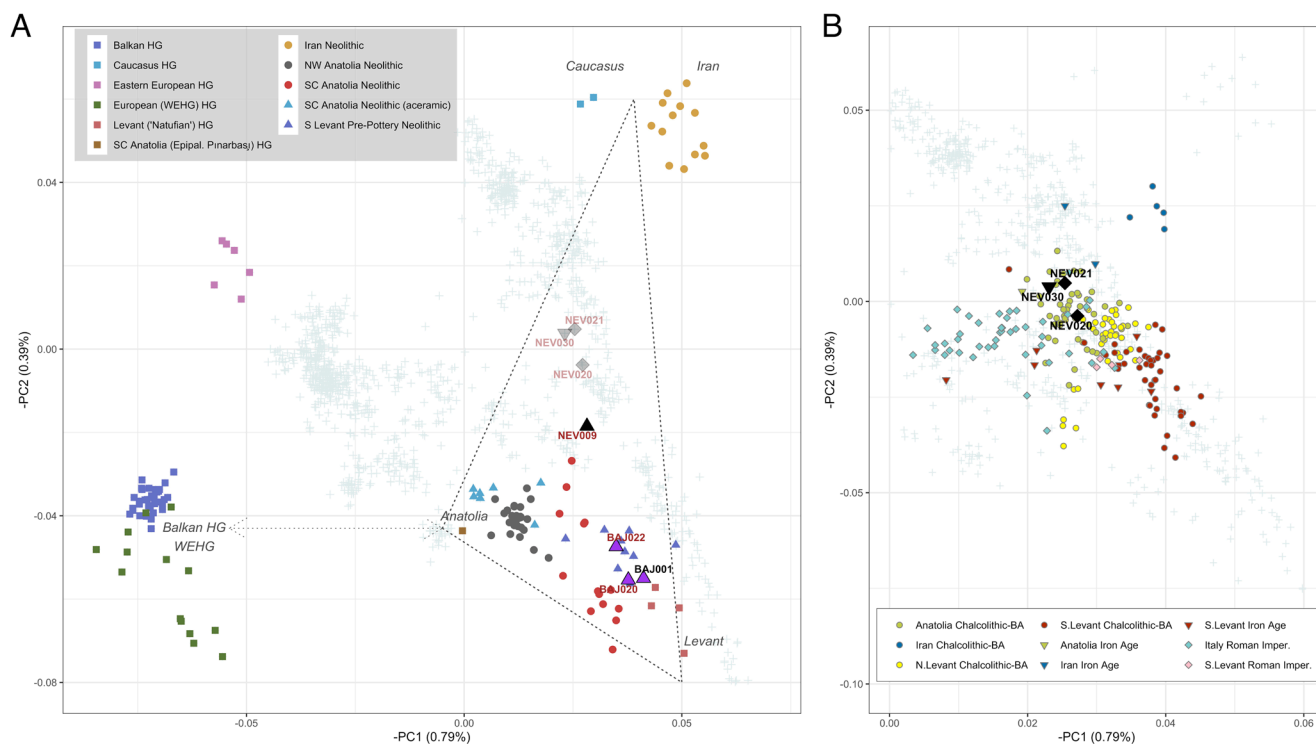 A
B
Balkan HG
Iran Neolithic
Caucasus HG
NW Anatolia Neolithic
Eastern European HG
SC Anatolia Neolithic
European (WEHG) HG
SC Anatolia Neolithic (aceramic)
Levant ('Natufian') HG
S Levant Pre-Pottery Neolithic
SC Anatolia (Epipal. Pınarbaşı) HG
Caucasus
Iran
0.04
0.00
-0.04
-0.08
-PC2 (0.39%)
NEV021
NEV030
NEV020
NEV009
Anatolia
Balkan HG
WEHG
BAJ022
BAJ001
BAJ020
Levant
-0.05
0.00
0.05
-PC1 (0.79%)
0.05
0.00
-0.05
-0.10
-PC2 (0.39%)
NEV021
NEV030
NEV020
Anatolia Chalcolithic-BA
S.Levant Chalcolithic-BA
S.Levant Iron Age
Iran Chalcolithic-BA
Anatolia Iron Age
Italy Roman Imper.
N.Levant Chalcolithic-BA
Iran Iron Age
S.Levant Roman Imper.
0.00
0.02
0.04
0.06
-PC1 (0.79%)